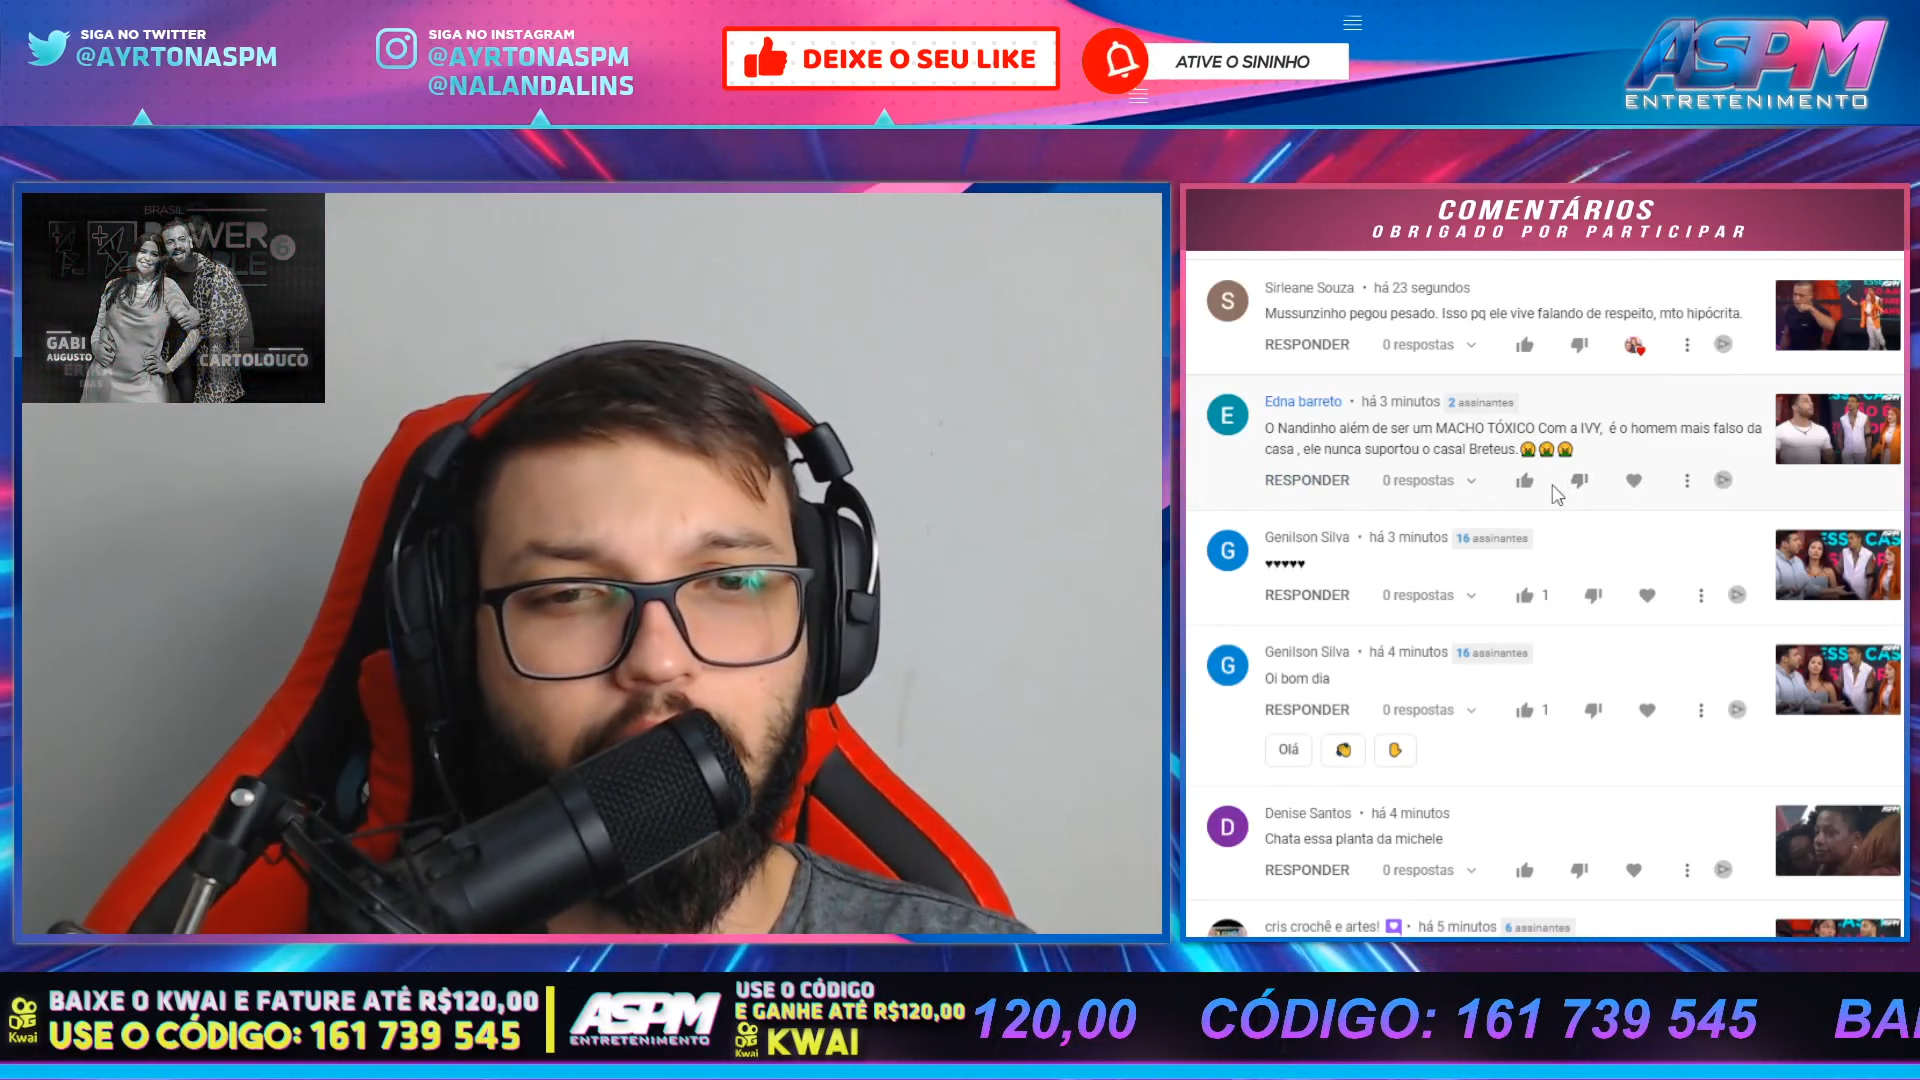 SIGA NO TWITTER
@AYRTONASPM
SIGA NO INSTAGRAM
@AYRTONASPM
@NALANDALINS
DEIXE O SEU LIKE
ATIVE O SININHO
ASPM
ENTRETENIMENTO
BRASIL
GABI
AUGUSTO
CARTOLOUCO
COMENTÁRIOS
OBRIGADO POR PARTICIPAR
S
Sirleane Souza • há 23 segundos
Mussunzinho pegou pesado. Isso pq ele vive falando de respeito, mto hipócrita.
RESPONDER 0 respostas
E
Edna barreto • há 3 minutos 2 assinantes
O Nandinho além de ser um MACHO TÓXICO Com a IVY, é o homem mais falso da
casa , ele nunca suportou o casal Breteus.🤮🤮🤮
RESPONDER 0 respostas
G
Genilson Silva • há 3 minutos 16 assinantes
♥♥♥♥♥
RESPONDER 0 respostas 1
G
Genilson Silva • há 4 minutos 16 assinantes
Oi bom dia
RESPONDER 0 respostas 1
Olá
D
Denise Santos • há 4 minutos
Chata essa planta da michele
RESPONDER 0 respostas
cris crochê e artes! • há 5 minutos 6 assinantes
Kwai
BAIXE O KWAI E FATURE ATÉ R$120,00
USE O CÓDIGO: 161 739 545
ASPM
ENTRETENIMENTO
USE O CÓDIGO
E GANHE ATÉ R$120,00
Kwai
KWAI
120,00 CÓDIGO: 161 739 545 BAI